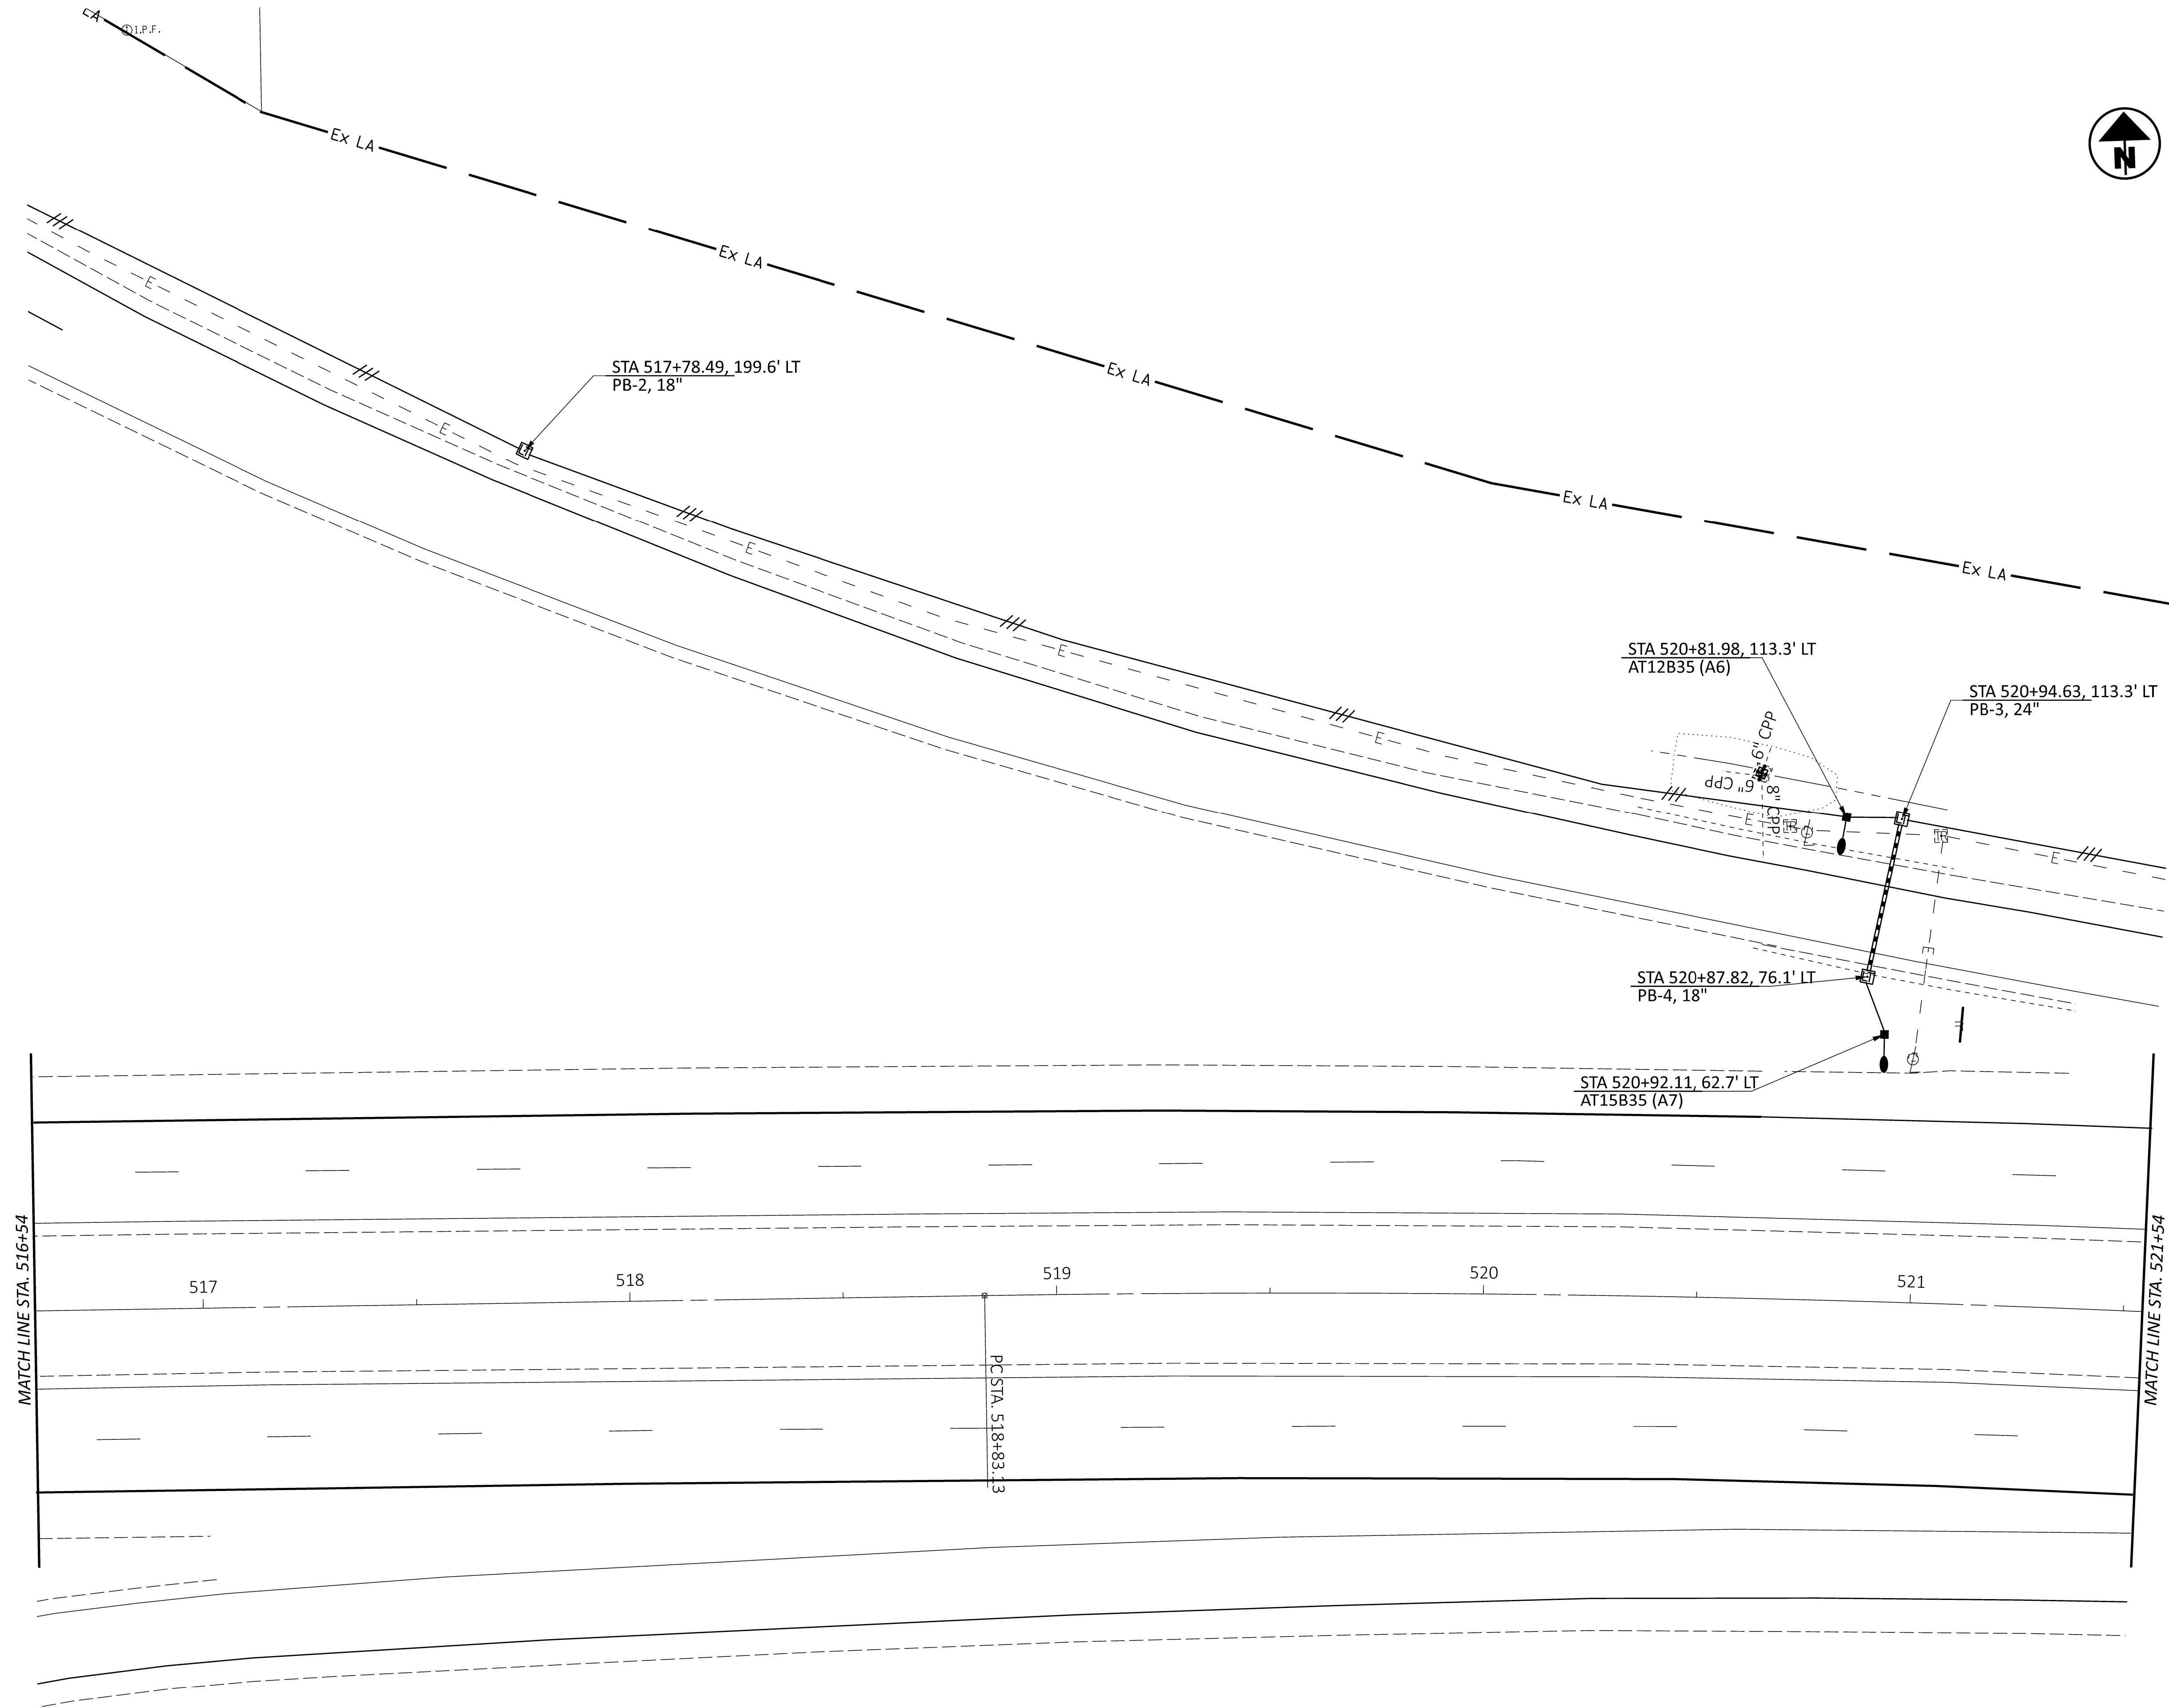 LA
I.P.F.
Ex LA
N
Ex LA
E
STA 517+78.49, 199.6' LT
PB-2, 18"
Ex LA
E
Ex LA
E
Ex LA
E
STA 520+81.98, 113.3' LT
AT12B35 (A6)
STA 520+94.63, 113.3' LT
PB-3, 24"
E
6" CPP
6" CPP
8" CPP
E
TR
TR
E
E
STA 520+87.82, 76.1' LT
PB-4, 18"
STA 520+92.11, 62.7' LT
AT15B35 (A7)
MATCH LINE STA. 516+54
517
518
519
520
521
MATCH LINE STA. 521+54
PC STA. 518+83.13